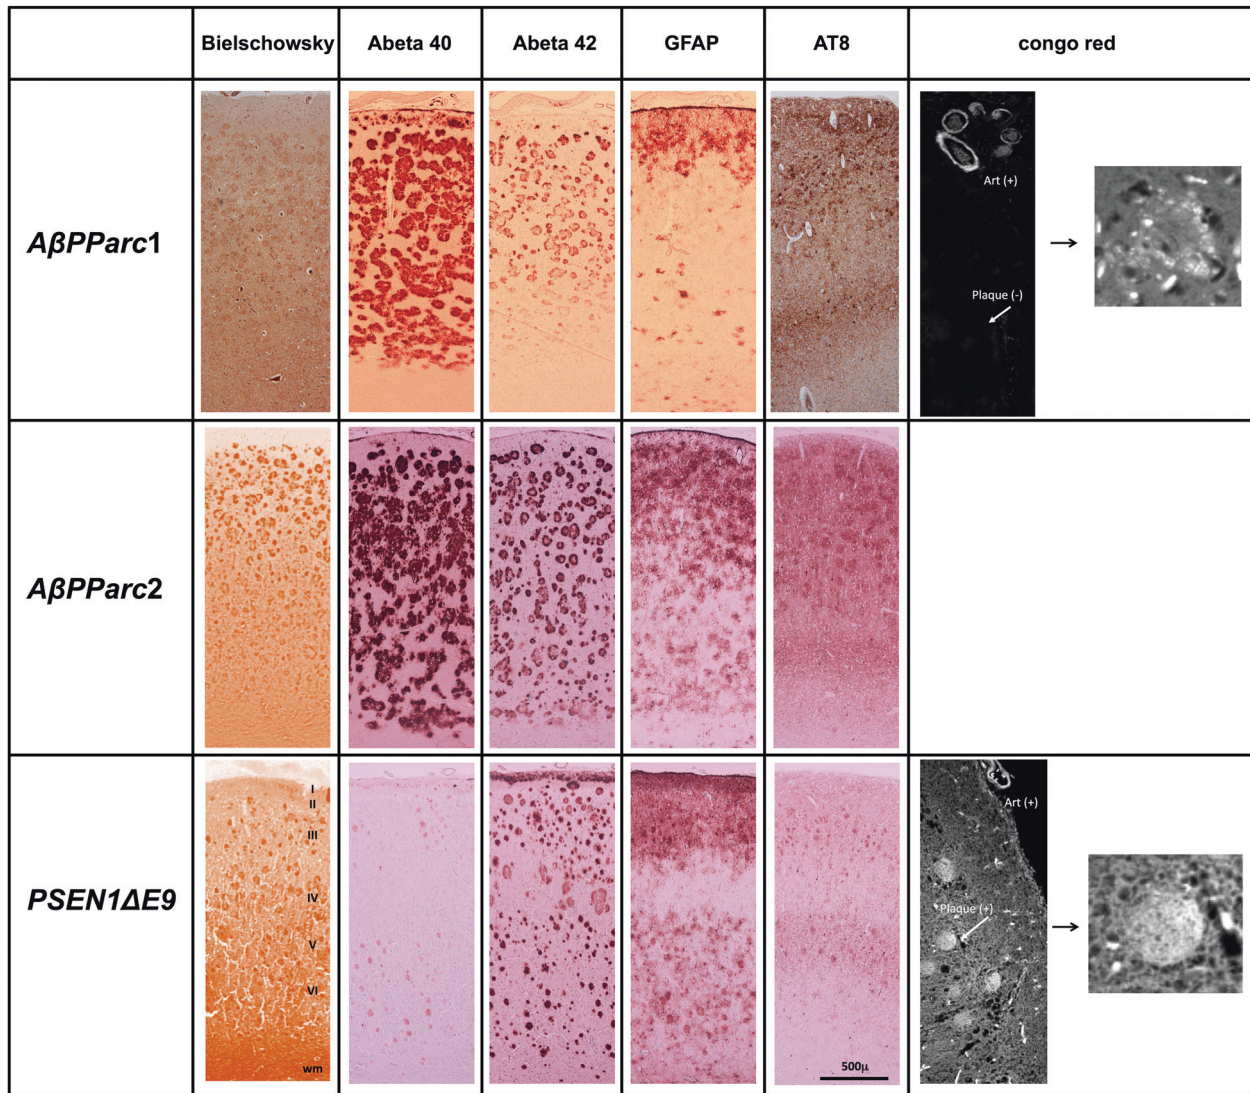 Bielschowsky Abeta 40 Abeta 42 GFAP AT8 congo red
AβPParc1
Art (+)
Plaque (-)
AβPParc2
PSEN1ΔE9
I
II
III
IV
V
VI
wm
500μ
Art (+)
Plaque (+)